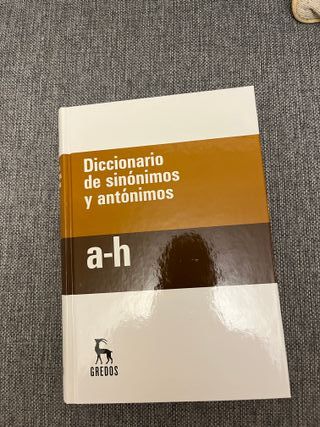 Diccionario
de sinónimos
y antónimos
a-h
GREDOS